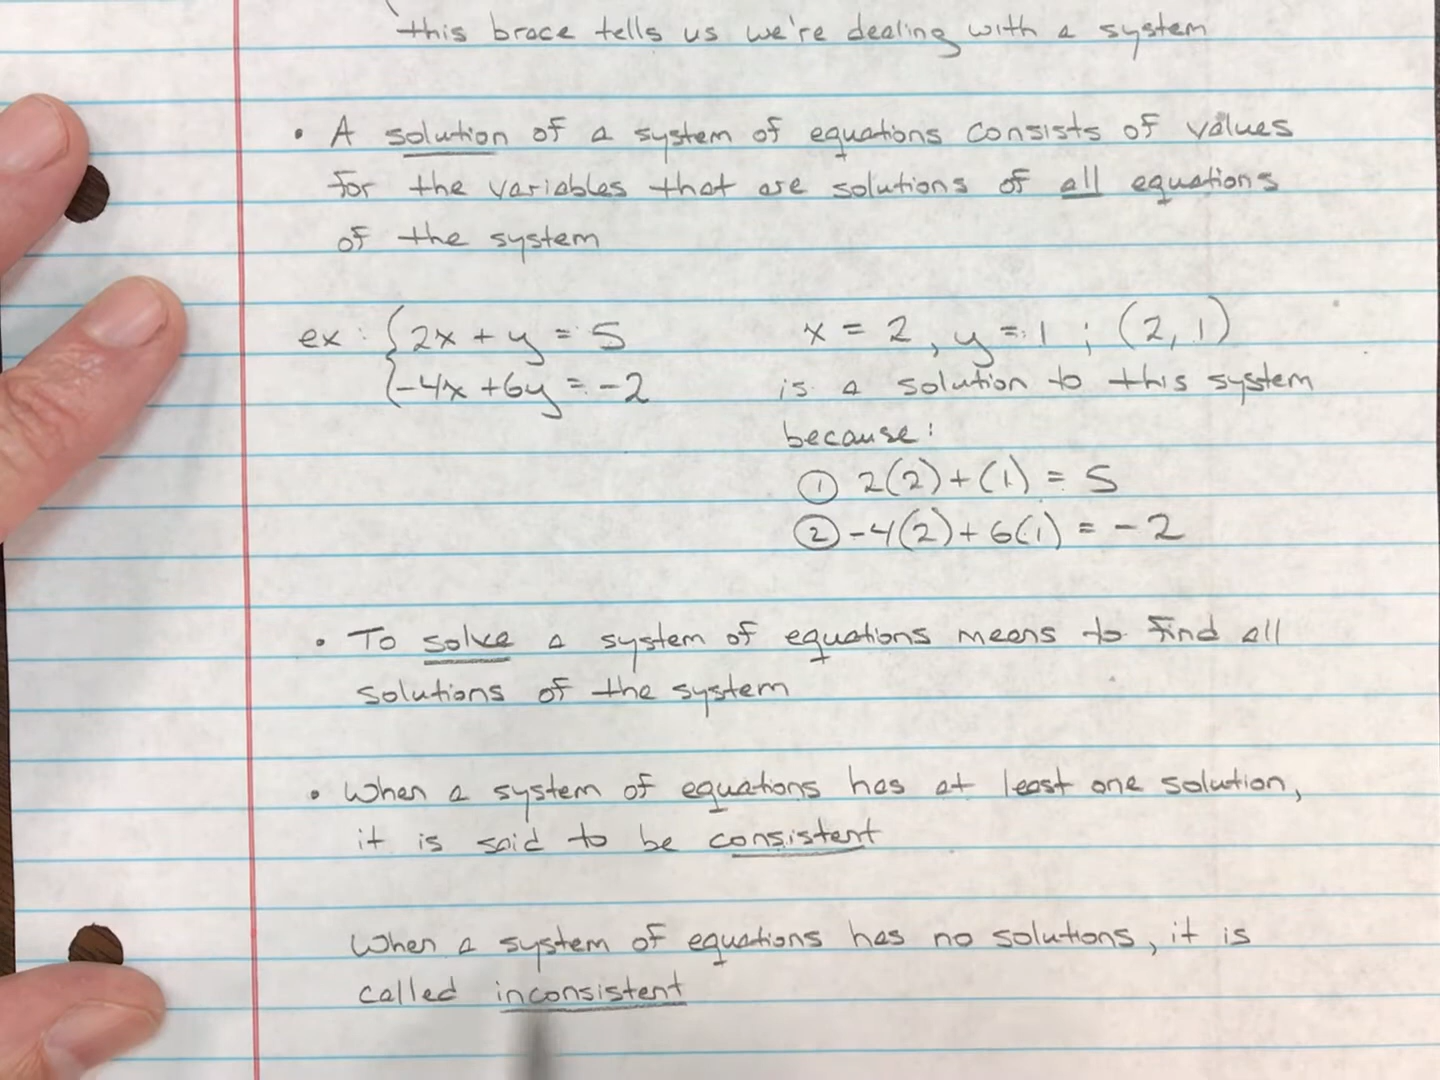 this brace tells us we're dealing with a system
• A solution of a system of equations consists of values
for the variables that are solutions of all equations
of the system
ex: { 2x + y = 5
-4x + 6y = -2
x = 2, y = 1 ; (2, 1)
is a solution to this system
because:
① 2(2) + (1) = 5
② -4(2) + 6(1) = -2
• To solve a system of equations means to find all
solutions of the system
• When a system of equations has at least one solution,
it is said to be consistent
When a system of equations has no solutions, it is
called inconsistent